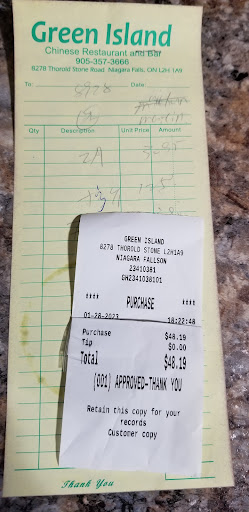 Green Island
Chinese Restaurant and Bar
905-357-3666
8278 Thorold Stone Road Niagara Falls, ON L2H 1A9
To:
8928
Date
Qty Description Unit Price Amount
2A
GREEN ISLAND
8278 THOROLD STONE L2H1A9
NIAGARA FALLSON
23410381
GH2341038101
**** PURCHASE ****
01-28-2023 18:22:48
Purchase $48.19
Tip $0.00
Total $48.19
[001] APPROVED-THANK YOU
Retain this copy for your
records
Customer copy
Thank You